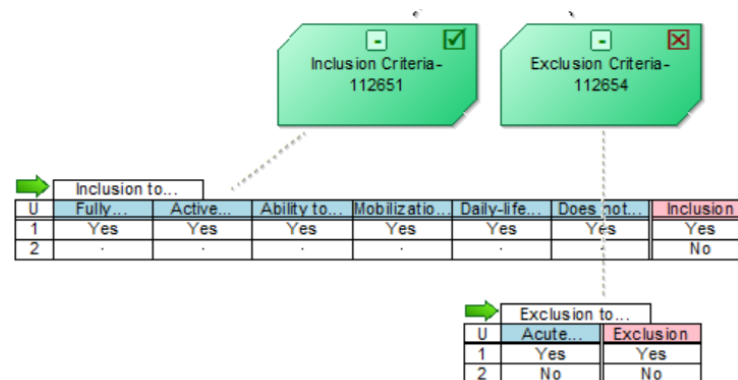 Inclusion Criteria-
112651
Exclusion Criteria-
112654
Inclusion to...
U Fully... Active... Ability to... Mobilizatio... Daily-life... Does not... Inclusion
1 Yes Yes Yes Yes Yes Yes Yes
2 . . . . . . No
Exclusion to...
U Acute... Exclusion
1 Yes Yes
2 No No